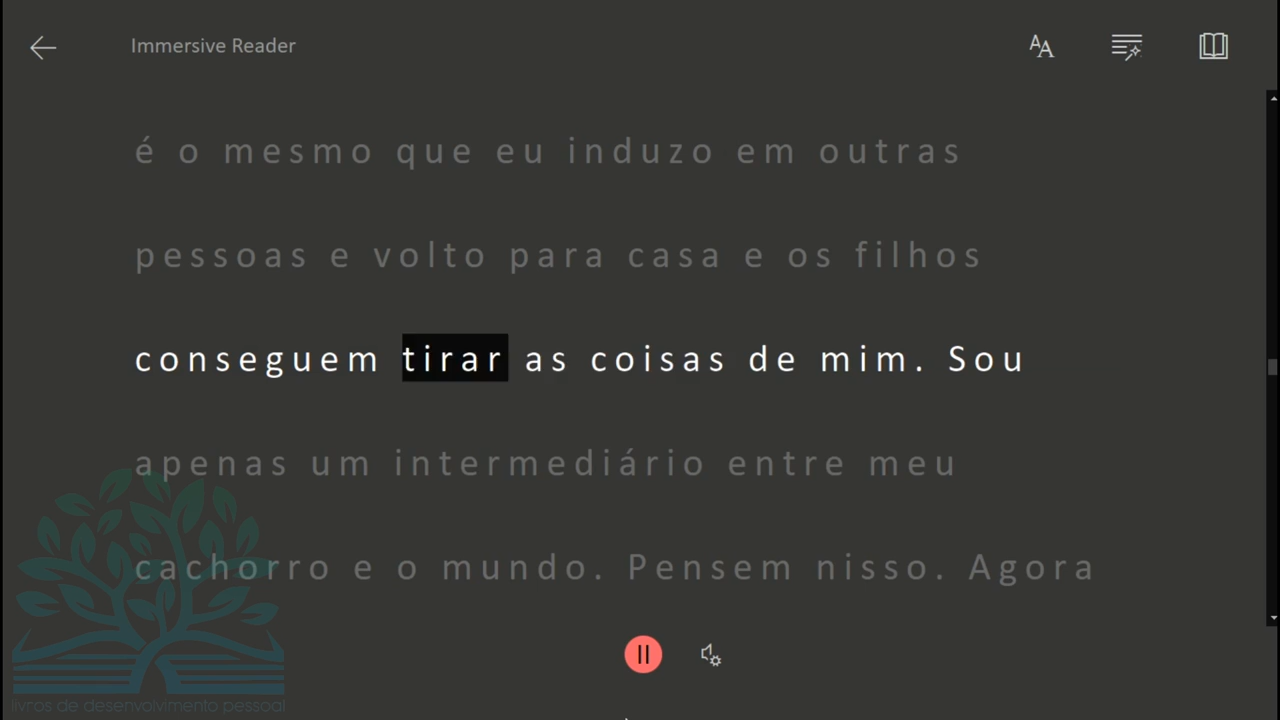 Immersive Reader
é o mesmo que eu induzo em outras
pessoas e volto para casa e os filhos
conseguem tirar as coisas de mim. Sou
apenas um intermediário entre meu
cachorro e o mundo. Pensem nisso. Agora
livros de desenvolvimento pessoal